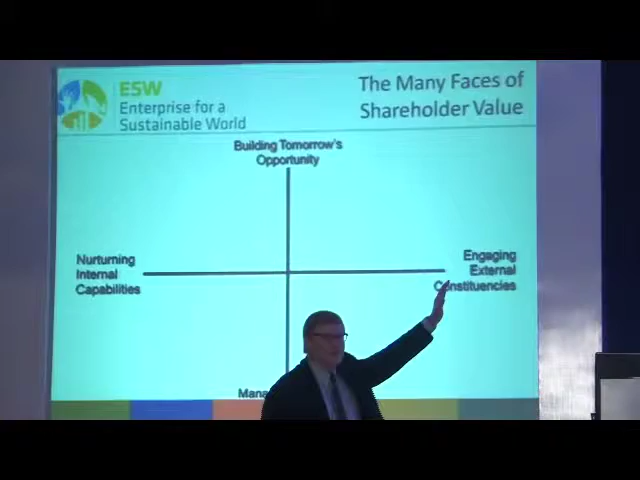 ESW
Enterprise for a
Sustainable World
The Many Faces of
Shareholder Value
Building Tomorrow's
Opportunity
Nurturning
Internal
Capabilities
Engaging
External
Constituencies